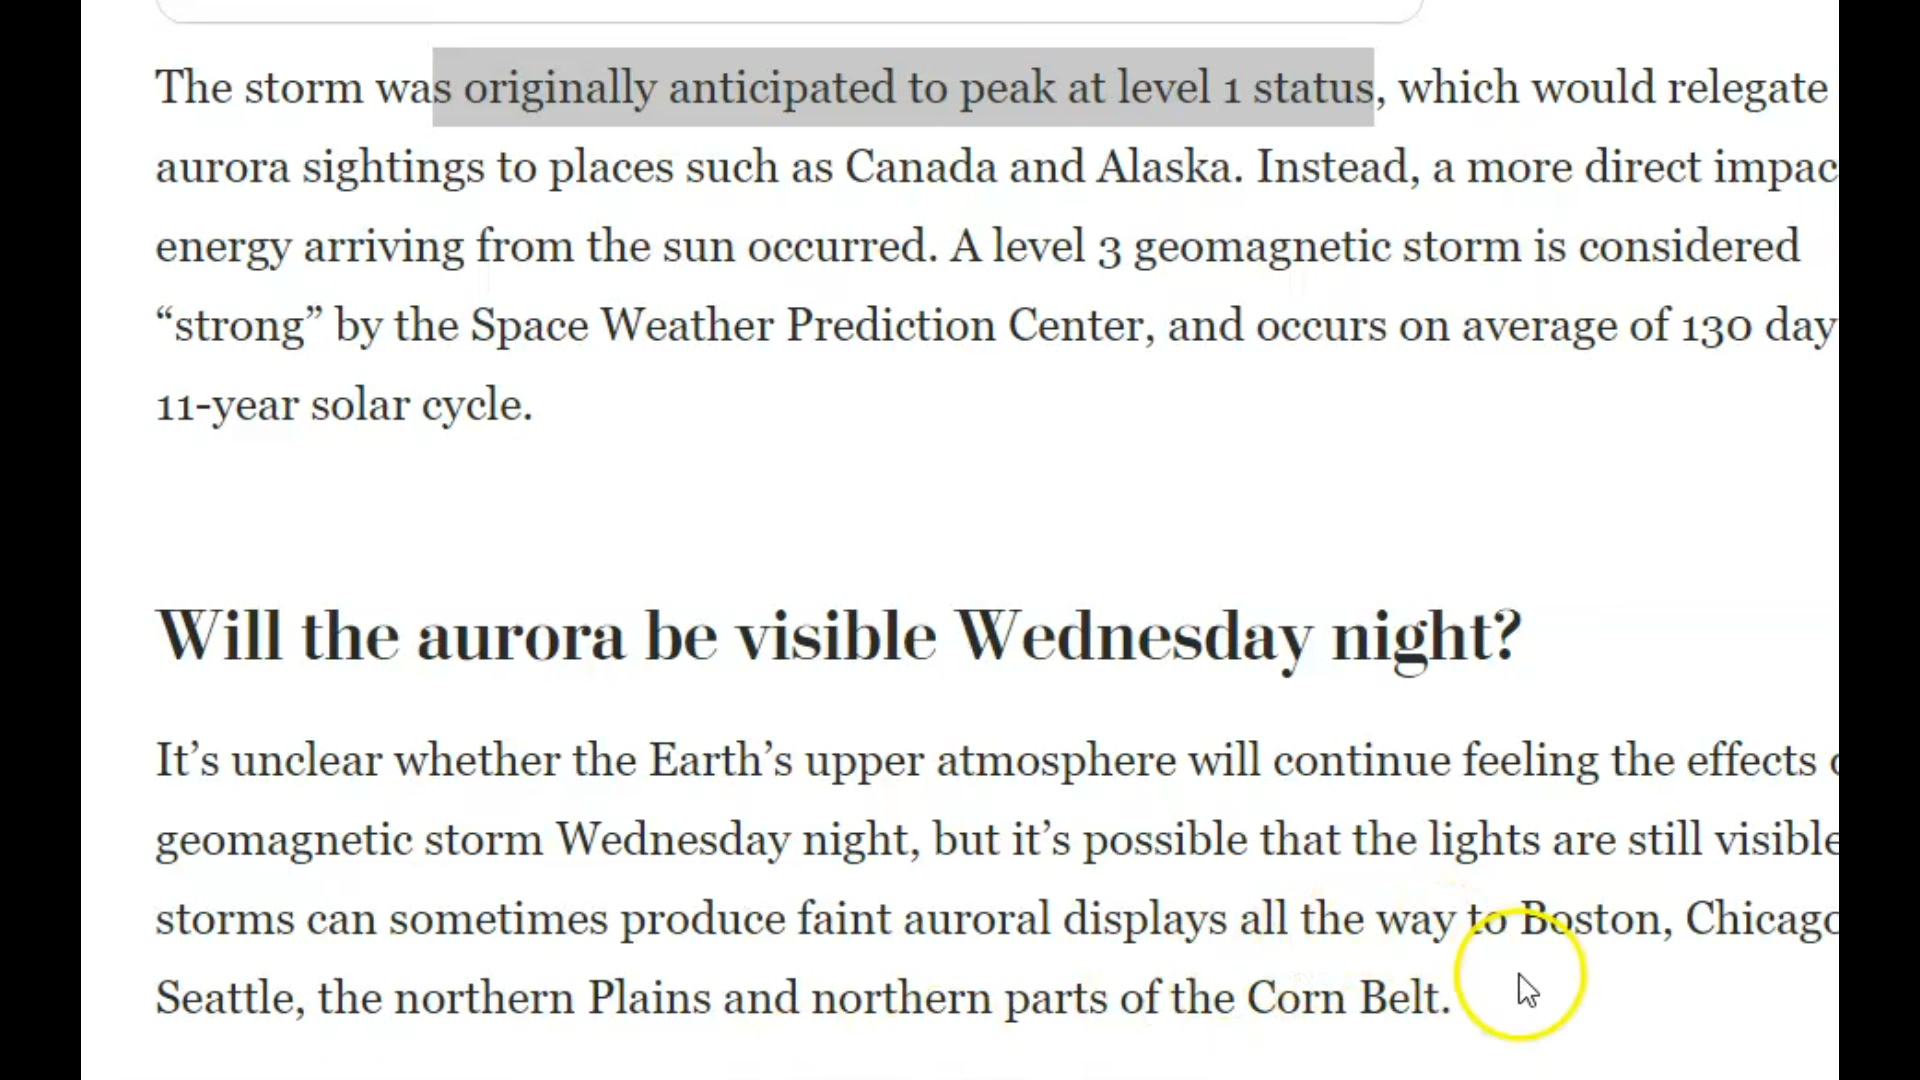 The storm was originally anticipated to peak at level 1 status, which would relegate
aurora sightings to places such as Canada and Alaska. Instead, a more direct impac
energy arriving from the sun occurred. A level 3 geomagnetic storm is considered
“strong” by the Space Weather Prediction Center, and occurs on average of 130 day
11-year solar cycle.
Will the aurora be visible Wednesday night?
It’s unclear whether the Earth’s upper atmosphere will continue feeling the effects
geomagnetic storm Wednesday night, but it’s possible that the lights are still visible
storms can sometimes produce faint auroral displays all the way to Boston, Chicago
Seattle, the northern Plains and northern parts of the Corn Belt.